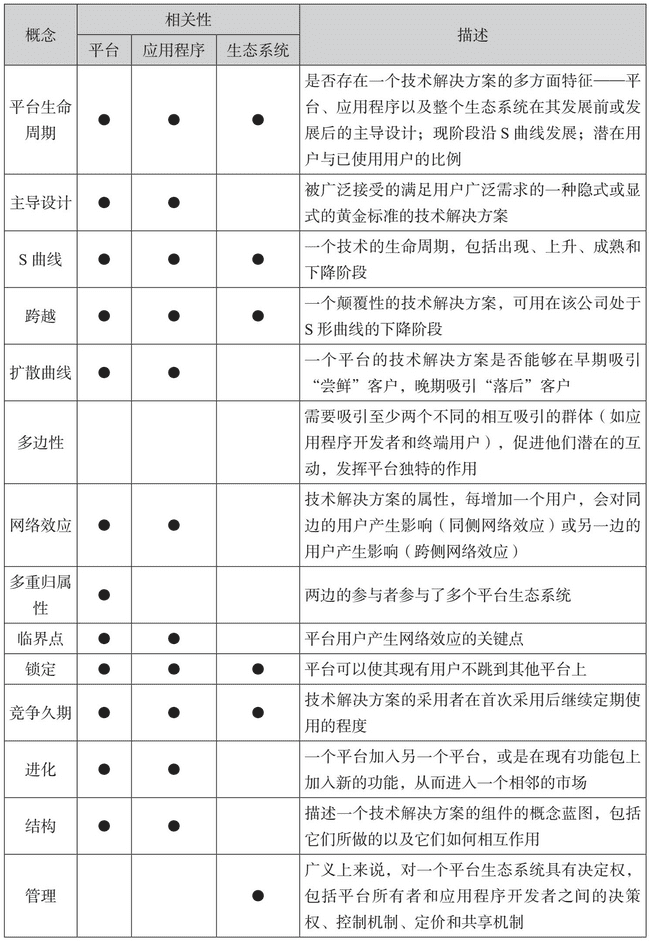 概念
相关性
描述
平台
应用程序
生态系统
平台生命
周期
● ● ●
是否存在一个技术解决方案的多方面特征——平
台、应用程序以及整个生态系统在其发展前或发
展后的主导设计；现阶段沿 S 曲线发展；潜在用
户与已使用用户的比例
主导设计
● ●
被广泛接受的满足用户广泛需求的一种隐式或显
式的黄金标准的技术解决方案
S 曲线
● ● ●
一个技术的生命周期，包括出现、上升、成熟和
下降阶段
跨越
● ● ●
一个颠覆性的技术解决方案，可用在该公司处于
S 形曲线的下降阶段
扩散曲线
● ●
一个平台的技术解决方案是否能够在早期吸引
“尝鲜”客户，晚期吸引“落后”客户
多边性
需要吸引至少两个不同的相互吸引的群体（如应
用程序开发者和终端用户），促进他们潜在的互
动，发挥平台独特的作用
网络效应
● ●
技术解决方案的属性，每增加一个用户，会对同
边的用户产生影响（同侧网络效应）或另一边的
用户产生影响（跨侧网络效应）
多重归属
性
●
两边的参与者参与了多个平台生态系统
临界点
● ●
平台用户产生网络效应的关键点
锁定
● ● ●
平台可以使其现有用户不跳到其他平台上
竞争久期
● ● ●
技术解决方案的采用者在首次采用后继续定期使
用的程度
进化
● ●
一个平台加入另一个平台，或是在现有功能包上
加入新的功能，从而进入一个相邻的市场
结构
● ●
描述一个技术解决方案的组件的概念蓝图，包括
它们所做的以及它们如何相互作用
管理
●
广义上来说，对一个平台生态系统具有决定权，
包括平台所有者和应用程序开发者之间的决策
权、控制机制、定价和共享机制